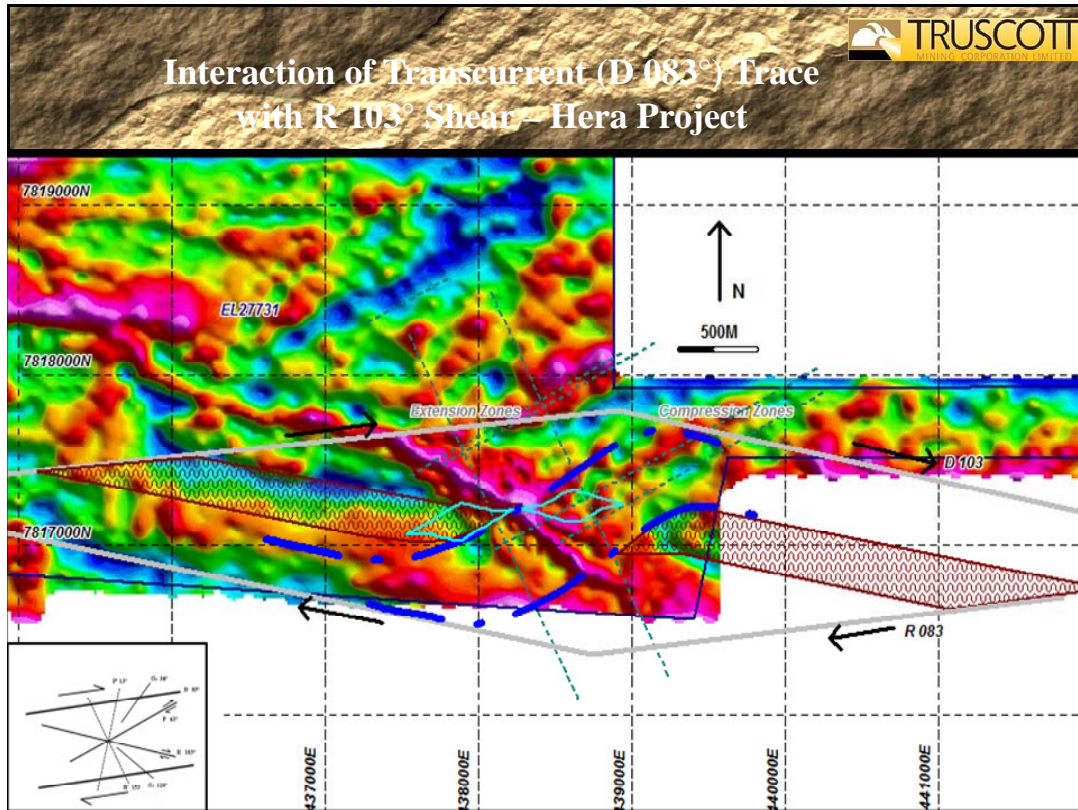 TRUSCOTT
MINING CORPORATION LIMITED
Interaction of Transcurrent (D 083°) Trace
with R 103° Shear – Hera Project
7819000N
N
EL27731
500M
7818000N
Extension Zones
Compression Zones
D 103
7817000N
R 083
437000E
438000E
439000E
440000E
441000E